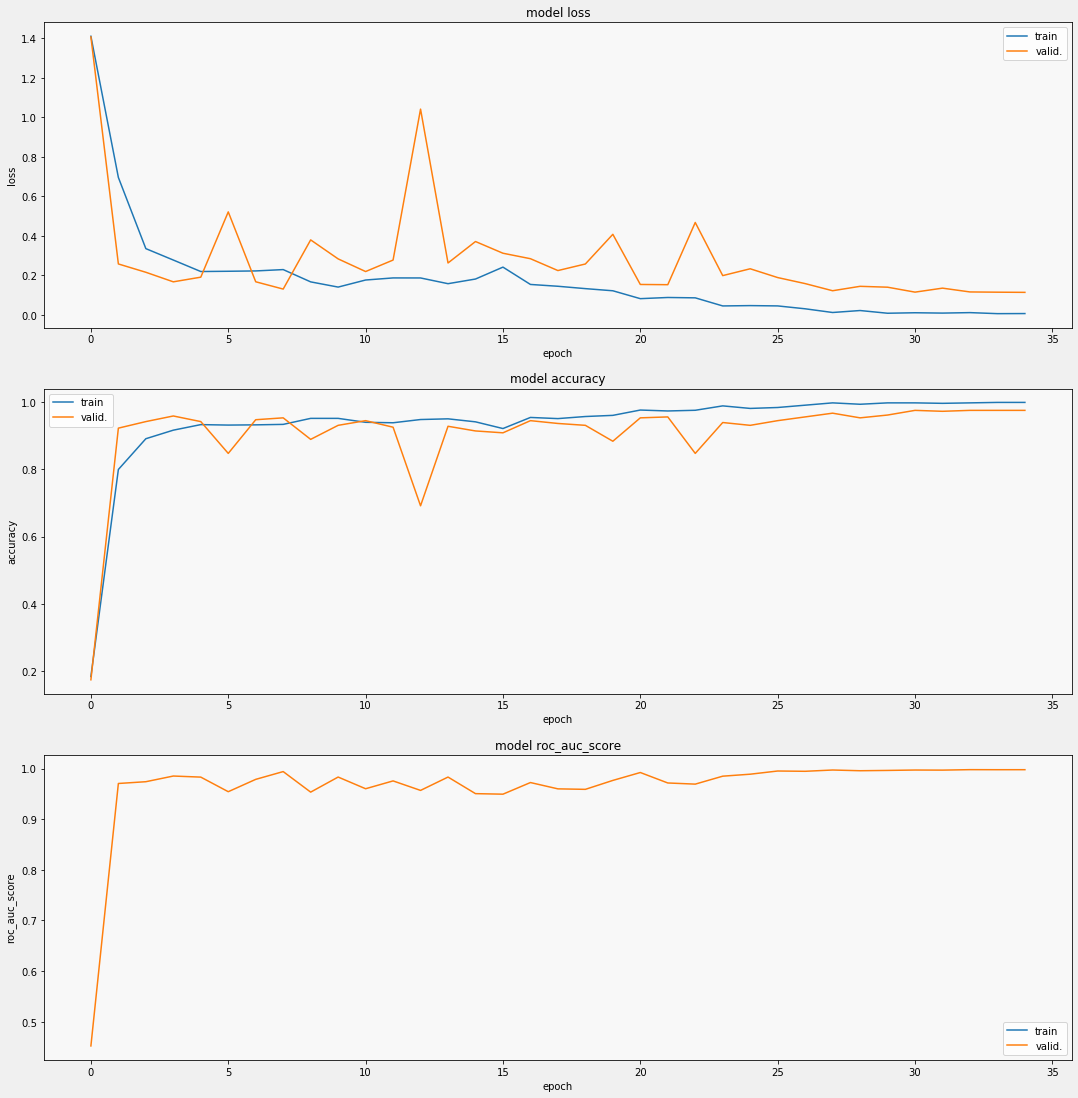 model loss
1.4
1.2
1.0
0.8
0.6
0.4
0.2
0.0
loss
train
valid.
0 5 10 15 20 25 30 35
epoch
model accuracy
1.0
0.8
0.6
0.4
0.2
accuracy
train
valid.
0 5 10 15 20 25 30 35
epoch
model roc_auc_score
1.0
0.9
0.8
0.7
0.6
0.5
roc_auc_score
train
valid.
0 5 10 15 20 25 30 35
epoch